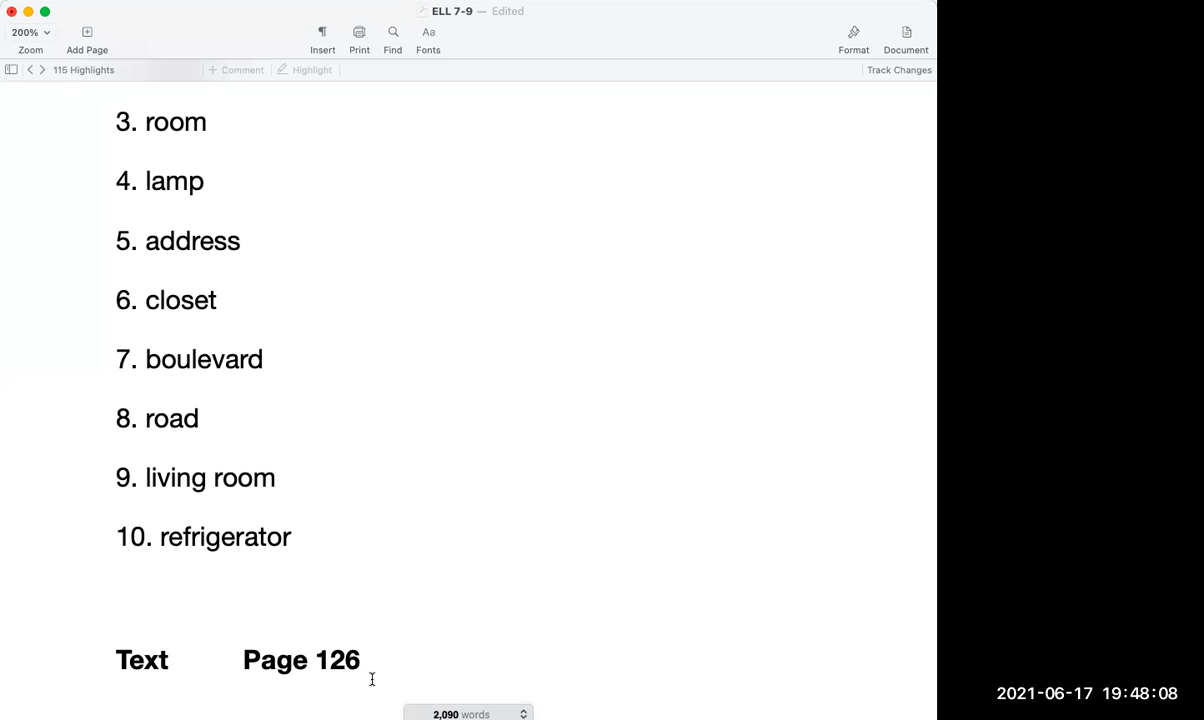 ELL 7-9 — Edited
200%
Zoom
Add Page
Insert
Print
Find
Aa
Fonts
Format
Document
115 Highlights
+ Comment
Highlight
Track Changes
3. room
4. lamp
5. address
6. closet
7. boulevard
8. road
9. living room
10. refrigerator
Text Page 126
2,090 words
2021-06-17 19:48:08